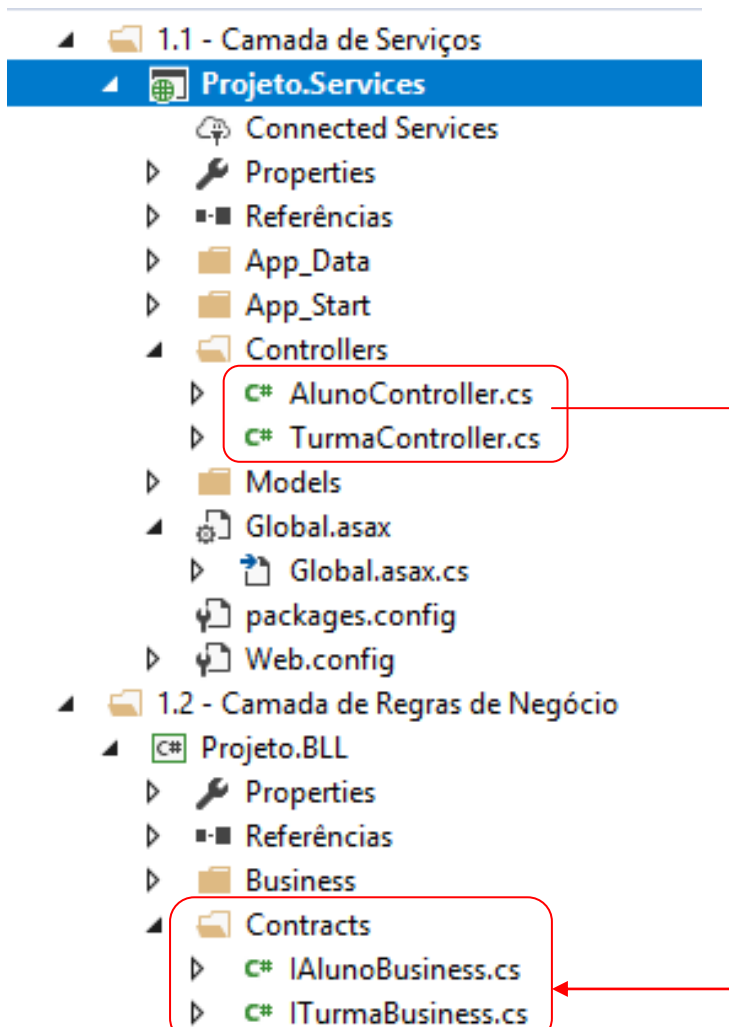 1.1 - Camada de Serviços
Projeto.Services
Connected Services
Properties
Referências
App_Data
App_Start
Controllers
C# AlunoController.cs
C# TurmaController.cs
Models
Global.asax
Global.asax.cs
packages.config
Web.config
1.2 - Camada de Regras de Negócio
C# Projeto.BLL
Properties
Referências
Business
Contracts
C# IAlunoBusiness.cs
C# ITurmaBusiness.cs